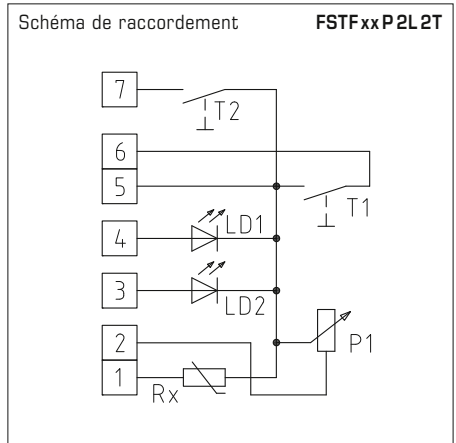 Schéma de raccordement FSTFxxP2L2T
7
T2
6
5
T1
4
LD1
3
LD2
2
P1
1
Rx